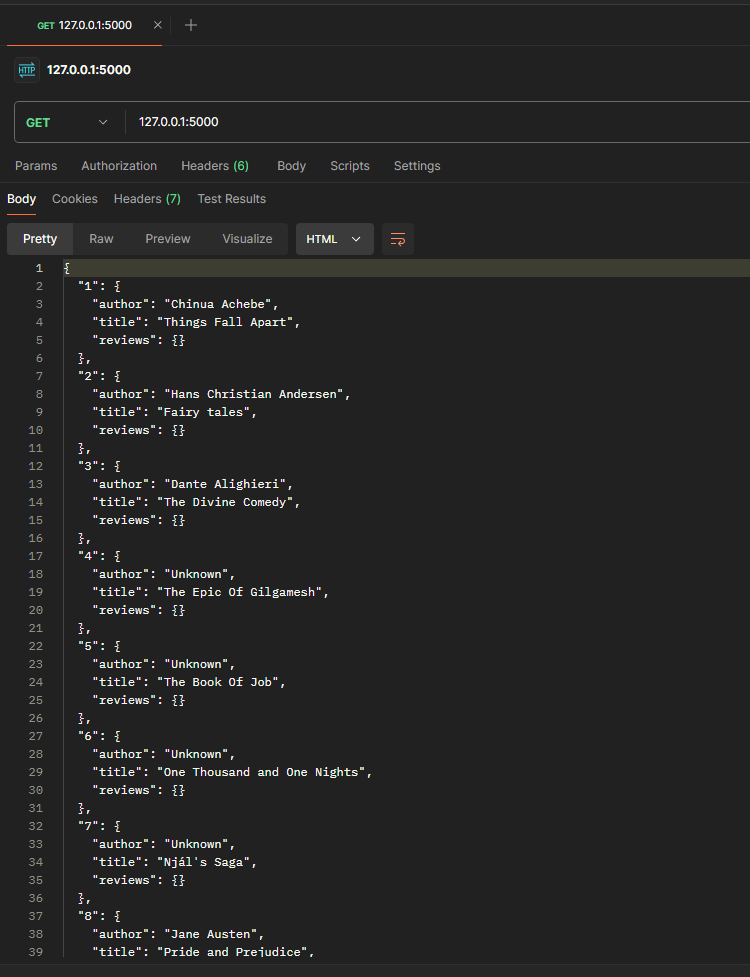 GET 127.0.0.1:5000
HTTP 127.0.0.1:5000
GET 127.0.0.1:5000
Params Authorization Headers (6) Body Scripts Settings
Body Cookies Headers (7) Test Results
Pretty Raw Preview Visualize HTML
1 {
2 "1": {
3 "author": "Chinua Achebe",
4 "title": "Things Fall Apart",
5 "reviews": {}
6 },
7 "2": {
8 "author": "Hans Christian Andersen",
9 "title": "Fairy tales",
10 "reviews": {}
11 },
12 "3": {
13 "author": "Dante Alighieri",
14 "title": "The Divine Comedy",
15 "reviews": {}
16 },
17 "4": {
18 "author": "Unknown",
19 "title": "The Epic Of Gilgamesh",
20 "reviews": {}
21 },
22 "5": {
23 "author": "Unknown",
24 "title": "The Book Of Job",
25 "reviews": {}
26 },
27 "6": {
28 "author": "Unknown",
29 "title": "One Thousand and One Nights",
30 "reviews": {}
31 },
32 "7": {
33 "author": "Unknown",
34 "title": "Njál's Saga",
35 "reviews": {}
36 },
37 "8": {
38 "author": "Jane Austen",
39 "title": "Pride and Prejudice",